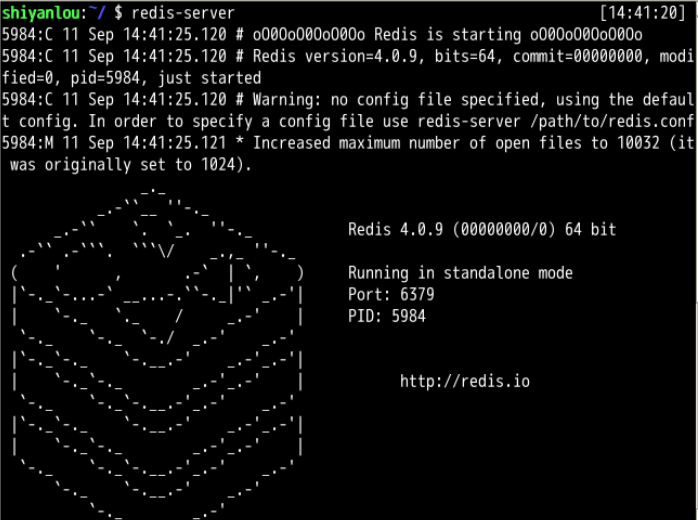 shiyanlou:~/ $ redis-server [14:41:20]
5984:C 11 Sep 14:41:25.120 # oO0OoO0OoO0Oo Redis is starting oO0OoO0OoO0Oo
5984:C 11 Sep 14:41:25.120 # Redis version=4.0.9, bits=64, commit=00000000, modi
fied=0, pid=5984, just started
5984:C 11 Sep 14:41:25.120 # Warning: no config file specified, using the defaul
t config. In order to specify a config file use redis-server /path/to/redis.conf
5984:M 11 Sep 14:41:25.121 * Increased maximum number of open files to 10032 (it
was originally set to 1024).
Redis 4.0.9 (00000000/0) 64 bit
Running in standalone mode
Port: 6379
PID: 5984
http://redis.io